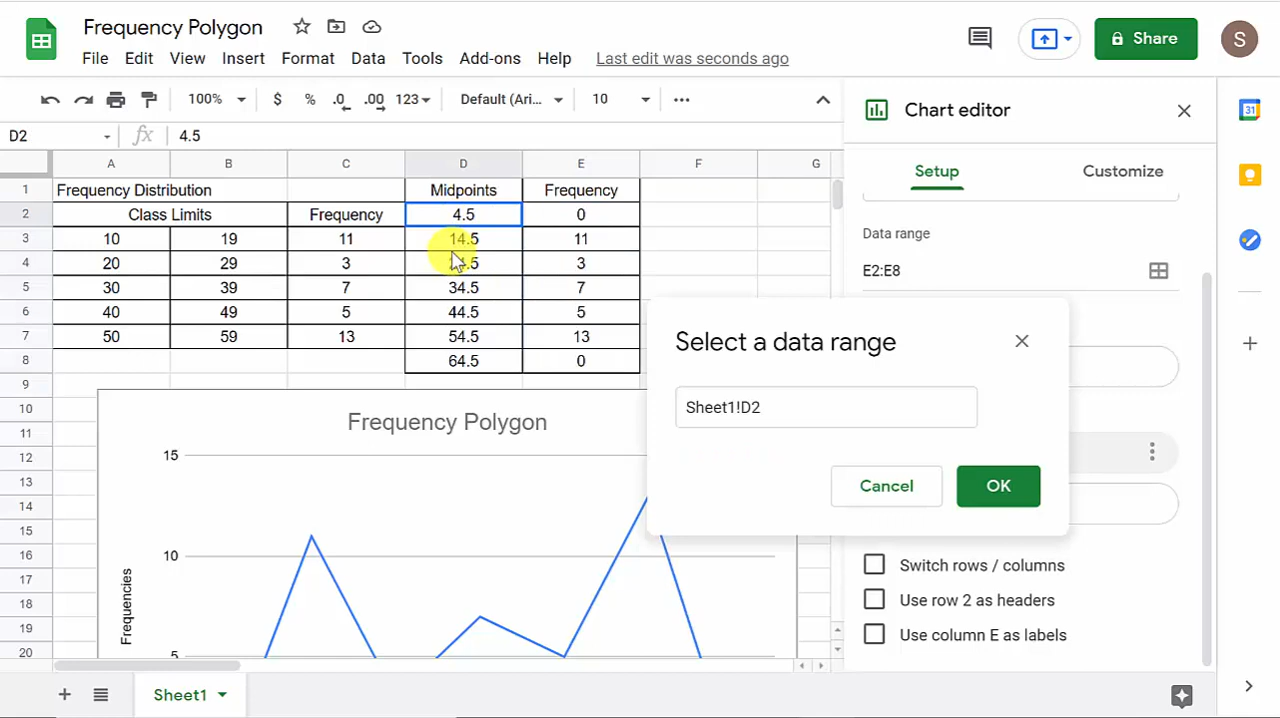 Frequency Polygon
File Edit View Insert Format Data Tools Add-ons Help Last edit was seconds ago
Share
S
100% $ % .0 .00 123 Default (Ari... 10
D2 fx 4.5
A B C D E F G
1 Frequency Distribution Midpoints Frequency
2 Class Limits Frequency 4.5 0
3 10 19 11 14.5 11
4 20 29 3 .5 3
5 30 39 7 34.5 7
6 40 49 5 44.5 5
7 50 59 13 54.5 13
8 64.5 0
9
10
11
12
13
14
15
16
17
18
19
20
Frequency Polygon
15
10
5
Frequencies
Chart editor
Setup Customize
Data range
E2:E8
Select a data range
Sheet1!D2
Cancel OK
Switch rows / columns
Use row 2 as headers
Use column E as labels
Sheet1
31